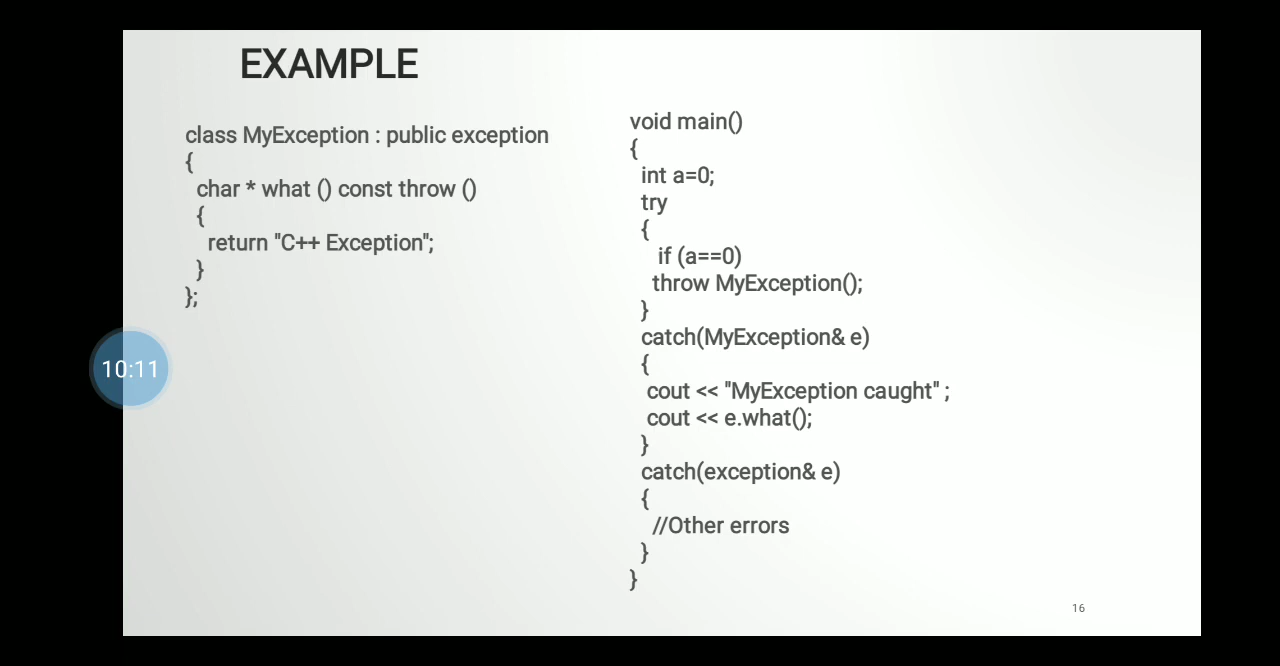 EXAMPLE
class MyException : public exception
{
char * what () const throw ()
{
return "C++ Exception";
}
};
10:11
void main()
{
int a=0;
try
{
if (a==0)
throw MyException();
}
catch(MyException& e)
{
cout << "MyException caught" ;
cout << e.what();
}
catch(exception& e)
{
//Other errors
}
}
16